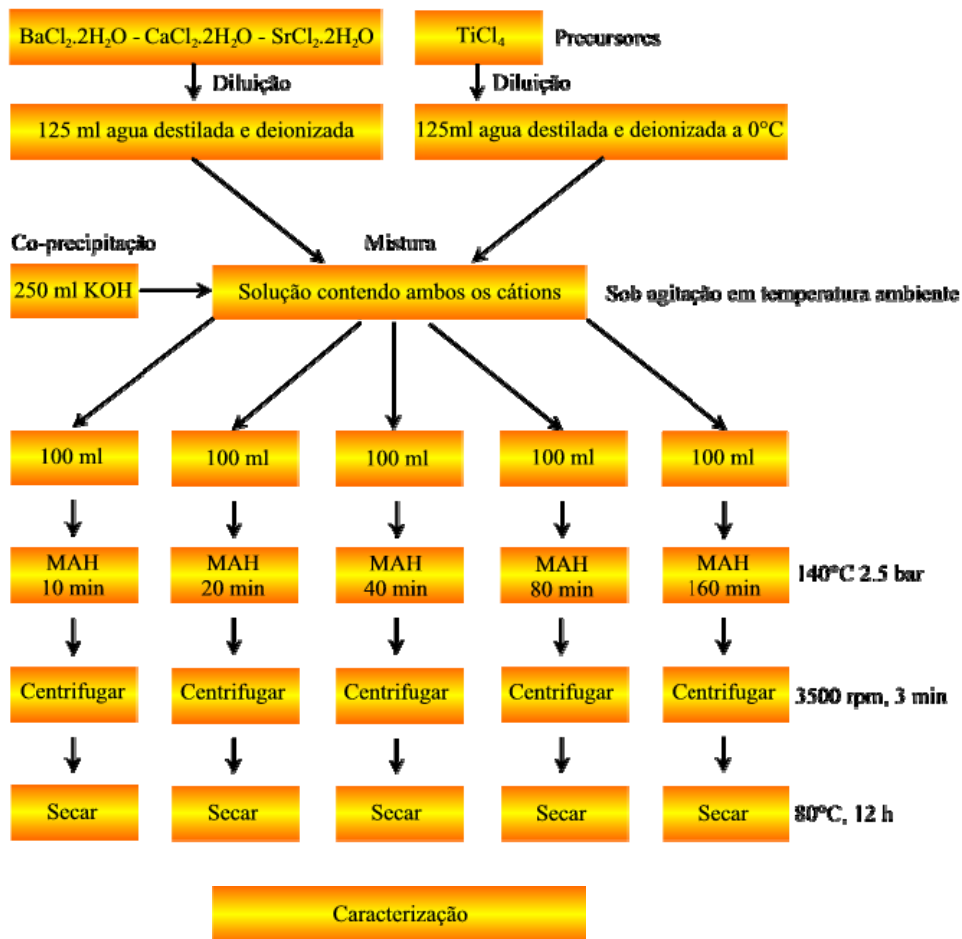 BaCl₂.2H₂O - CaCl₂.2H₂O - SrCl₂.2H₂O
TiCl₄
Precursores
Diluição
Diluição
125 ml agua destilada e deionizada
125ml agua destilada e deionizada a 0°C
Co-precipitação
Mistura
250 ml KOH
Solução contendo ambos os cátions
Sob agitação em temperatura ambiente
100 ml
100 ml
100 ml
100 ml
100 ml
MAH
10 min
MAH
20 min
MAH
40 min
MAH
80 min
MAH
160 min
140°C 2.5 bar
Centrifugar
Centrifugar
Centrifugar
Centrifugar
Centrifugar
3500 rpm, 3 min
Secar
Secar
Secar
Secar
Secar
80°C, 12 h
Caracterização